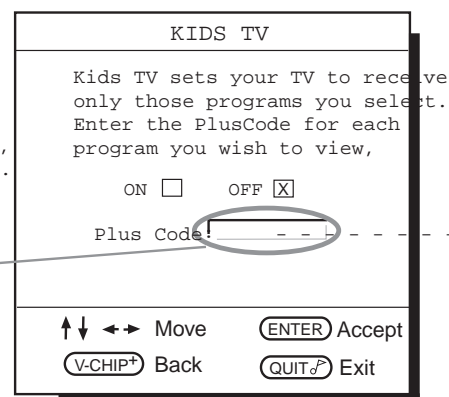 KIDS TV
Kids TV sets your TV to receive
only those programs you select.
Enter the PlusCode for each
program you wish to view,
ON OFF X
Plus Code: - - - - - - - -
Move ENTER Accept
V-CHIP+ Back QUIT Exit